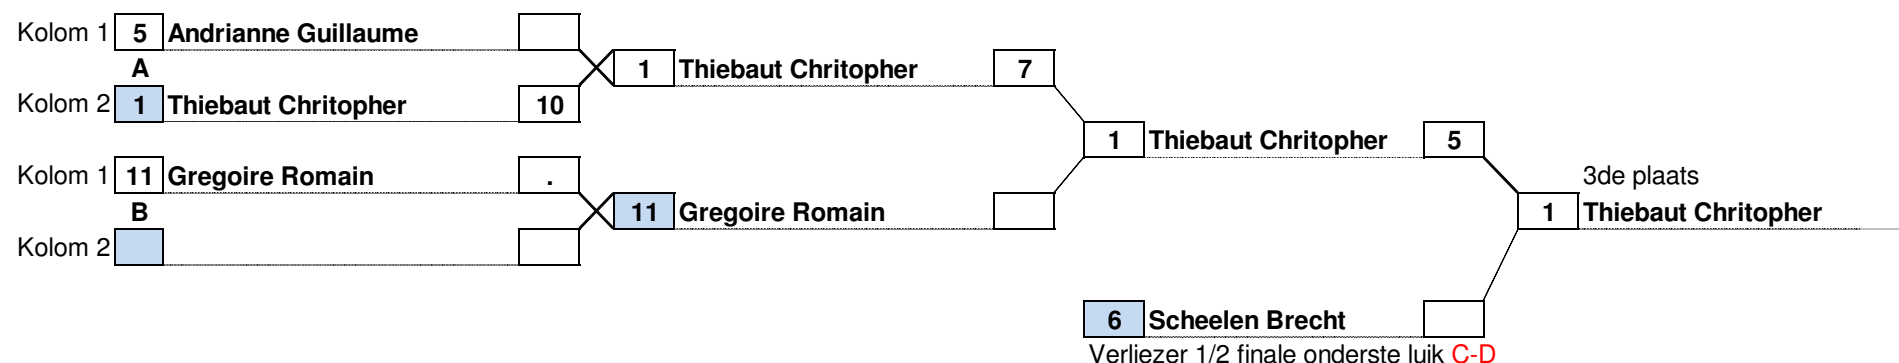 Kolom 1 5 Andrianne Guillaume
1 Thiebaut Chritopher 7
A
Kolom 2 1 Thiebaut Chritopher 10
1 Thiebaut Chritopher 5
Kolom 1 11 Gregoire Romain .
3de plaats
B
11 Gregoire Romain
1 Thiebaut Chritopher
Kolom 2
6 Scheelen Brecht
Verliezer 1/2 finale onderste luik C-D